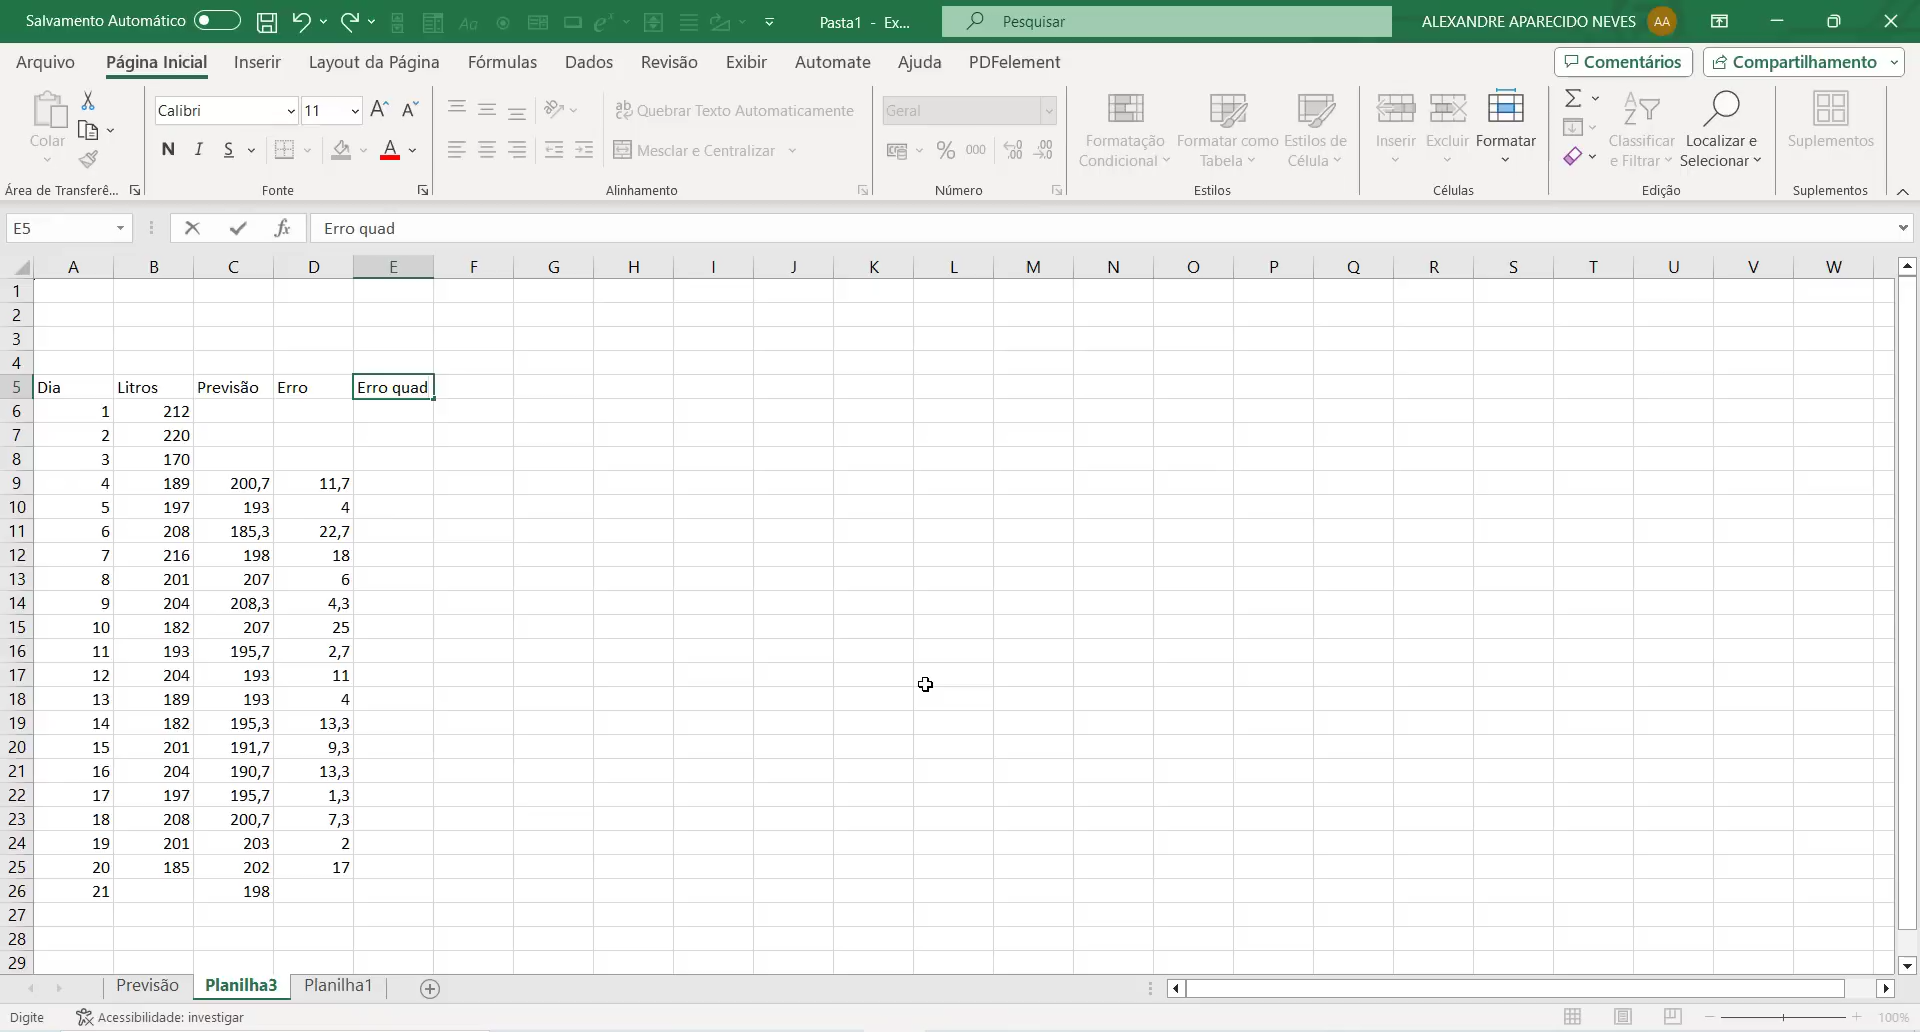 Salvamento Automático
Pasta1 - Ex...
Pesquisar
ALEXANDRE APARECIDO NEVES AA
Arquivo Página Inicial Inserir Layout da Página Fórmulas Dados Revisão Exibir Automate Ajuda PDFelement Comentários Compartilhamento
Colar
Área de Transferê...
Calibri 11
N I S A
Fonte
Quebrar Texto Automaticamente
Mesclar e Centralizar
Alinhamento
Geral
% 000
Número
Formatação Condicional
Formatar como Tabela
Estilos de Célula
Estilos
Inserir Excluir Formatar
Células
Classificar e Filtrar
Localizar e Selecionar
Edição
Suplementos
Suplementos
E5 fx Erro quad
A B C D E F G H I J K L M N O P Q R S T U V W
1
2
3
4
5 Dia Litros Previsão Erro Erro quad
6 1 212
7 2 220
8 3 170
9 4 189 200,7 11,7
10 5 197 193 4
11 6 208 185,3 22,7
12 7 216 198 18
13 8 201 207 6
14 9 204 208,3 4,3
15 10 182 207 25
16 11 193 195,7 2,7
17 12 204 193 11
18 13 189 193 4
19 14 182 195,3 13,3
20 15 201 191,7 9,3
21 16 204 190,7 13,3
22 17 197 195,7 1,3
23 18 208 200,7 7,3
24 19 201 203 2
25 20 185 202 17
26 21 198
27
28
29
Previsão Planilha3 Planilha1
Digite Acessibilidade: investigar 100%